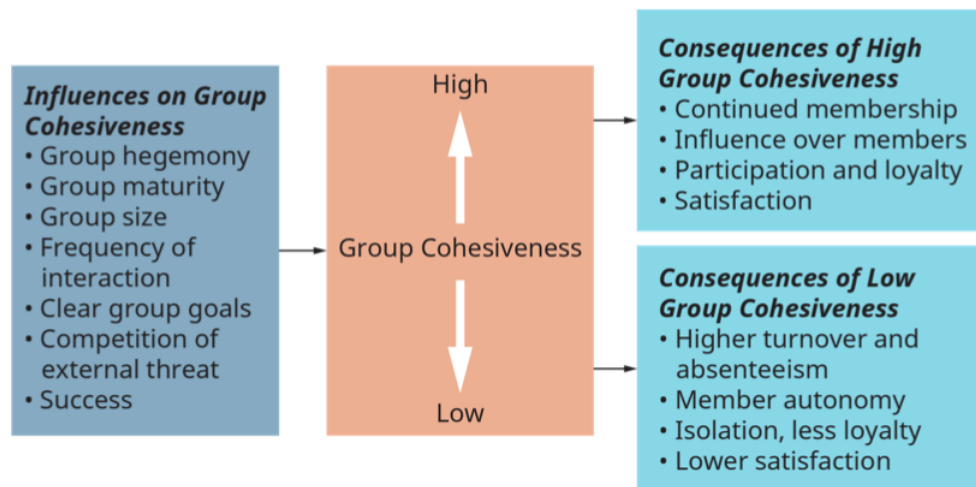 Influences on Group
Cohesiveness
• Group hegemony
• Group maturity
• Group size
• Frequency of
interaction
• Clear group goals
• Competition of
external threat
• Success
High
Group Cohesiveness
Low
Consequences of High
Group Cohesiveness
• Continued membership
• Influence over members
• Participation and loyalty
• Satisfaction
Consequences of Low
Group Cohesiveness
• Higher turnover and
absenteeism
• Member autonomy
• Isolation, less loyalty
• Lower satisfaction